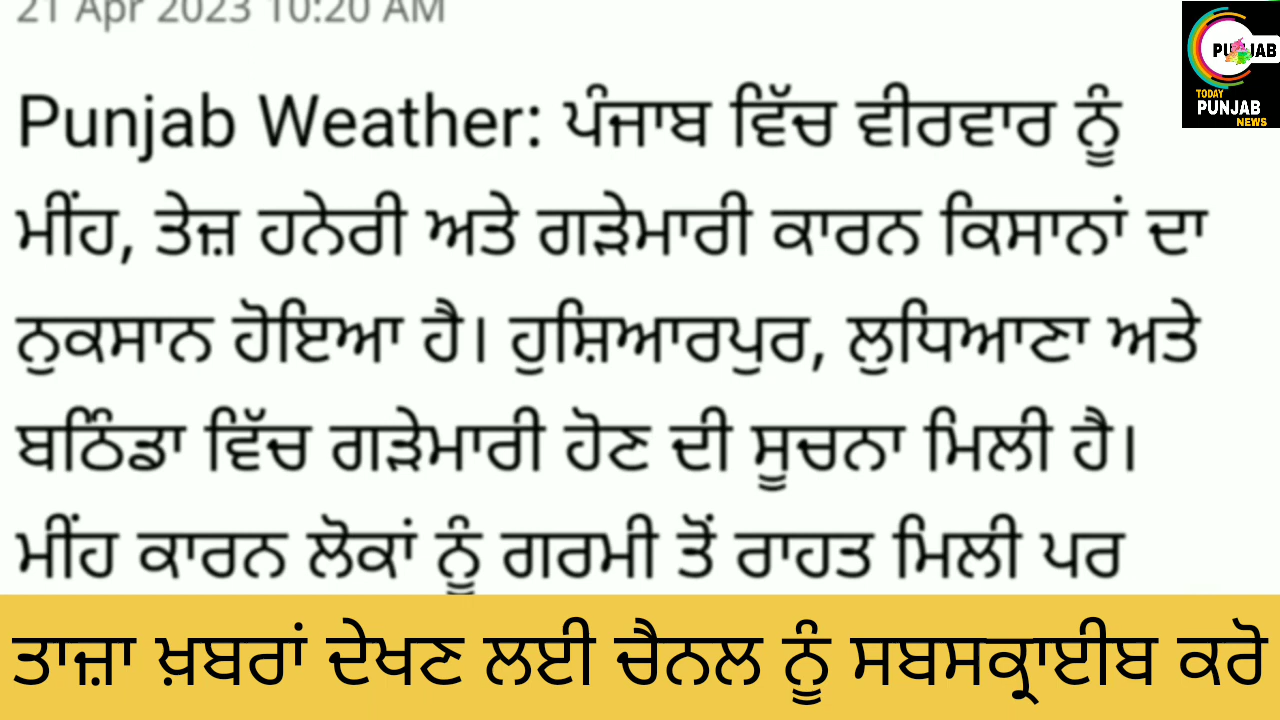 21 Apr 2023 10:20 AM
PUNJAB
TODAY
PUNJAB
NEWS
Punjab Weather: ਪੰਜਾਬ ਵਿੱਚ ਵੀਰਵਾਰ ਨੂੰ
ਮੀਂਹ, ਤੇਜ਼ ਹਨੇਰੀ ਅਤੇ ਗੜੇਮਾਰੀ ਕਾਰਨ ਕਿਸਾਨਾਂ ਦਾ
ਨੁਕਸਾਨ ਹੋਇਆ ਹੈ। ਹੁਸ਼ਿਆਰਪੁਰ, ਲੁਧਿਆਣਾ ਅਤੇ
ਬਠਿੰਡਾ ਵਿੱਚ ਗੜੇਮਾਰੀ ਹੋਣ ਦੀ ਸੂਚਨਾ ਮਿਲੀ ਹੈ।
ਮੀਂਹ ਕਾਰਨ ਲੋਕਾਂ ਨੂੰ ਗਰਮੀ ਤੋਂ ਰਾਹਤ ਮਿਲੀ ਪਰ
ਤਾਜ਼ਾ ਖ਼ਬਰਾਂ ਦੇਖਣ ਲਈ ਚੈਨਲ ਨੂੰ ਸਬਸਕ੍ਰਾਈਬ ਕਰੋ